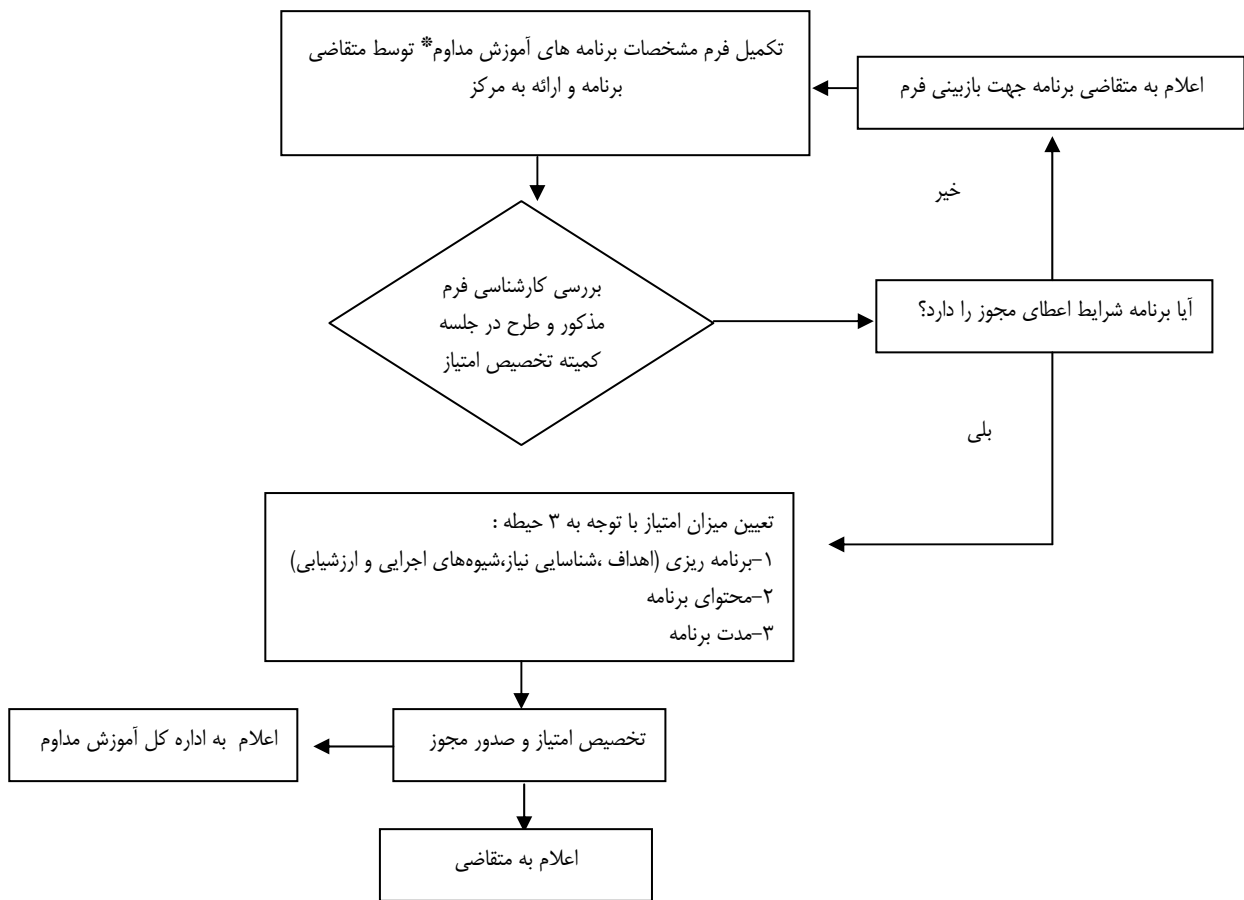 تکمیل فرم مشخصات برنامه های آموزش مداوم* توسط متقاضی
برنامه و ارائه به مرکز
اعلام به متقاضی برنامه جهت بازبینی فرم
خیر
بررسی کارشناسی فرم
مذکور و طرح در جلسه
کمیته تخصیص امتیاز
آیا برنامه شرایط اعطای مجوز را دارد؟
بلی
تعیین میزان امتیاز با توجه به ۳ حیطه :
۱-برنامه ریزی (اهداف ،شناسایی نیاز،شیوه‌های اجرایی و ارزشیابی)
۲-محتوای برنامه
۳-مدت برنامه
تخصیص امتیاز و صدور مجوز
اعلام به اداره کل آموزش مداوم
اعلام به متقاضی